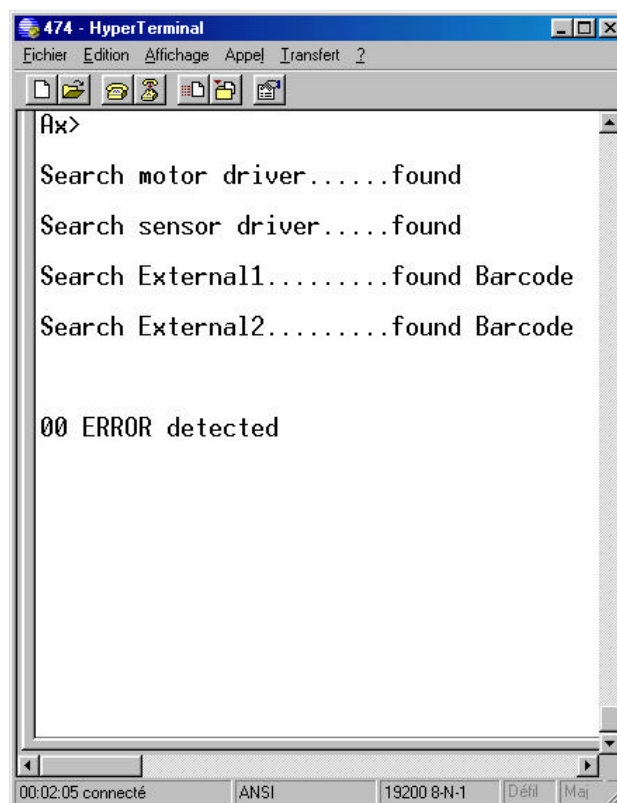 474 - HyperTerminal
Fichier Edition Affichage Appel Transfert ?
Ax>
Search motor driver......found
Search sensor driver.....found
Search External1.........found Barcode
Search External2.........found Barcode
00 ERROR detected
00:02:05 connecté ANSI 19200 8-N-1 Défil Maj